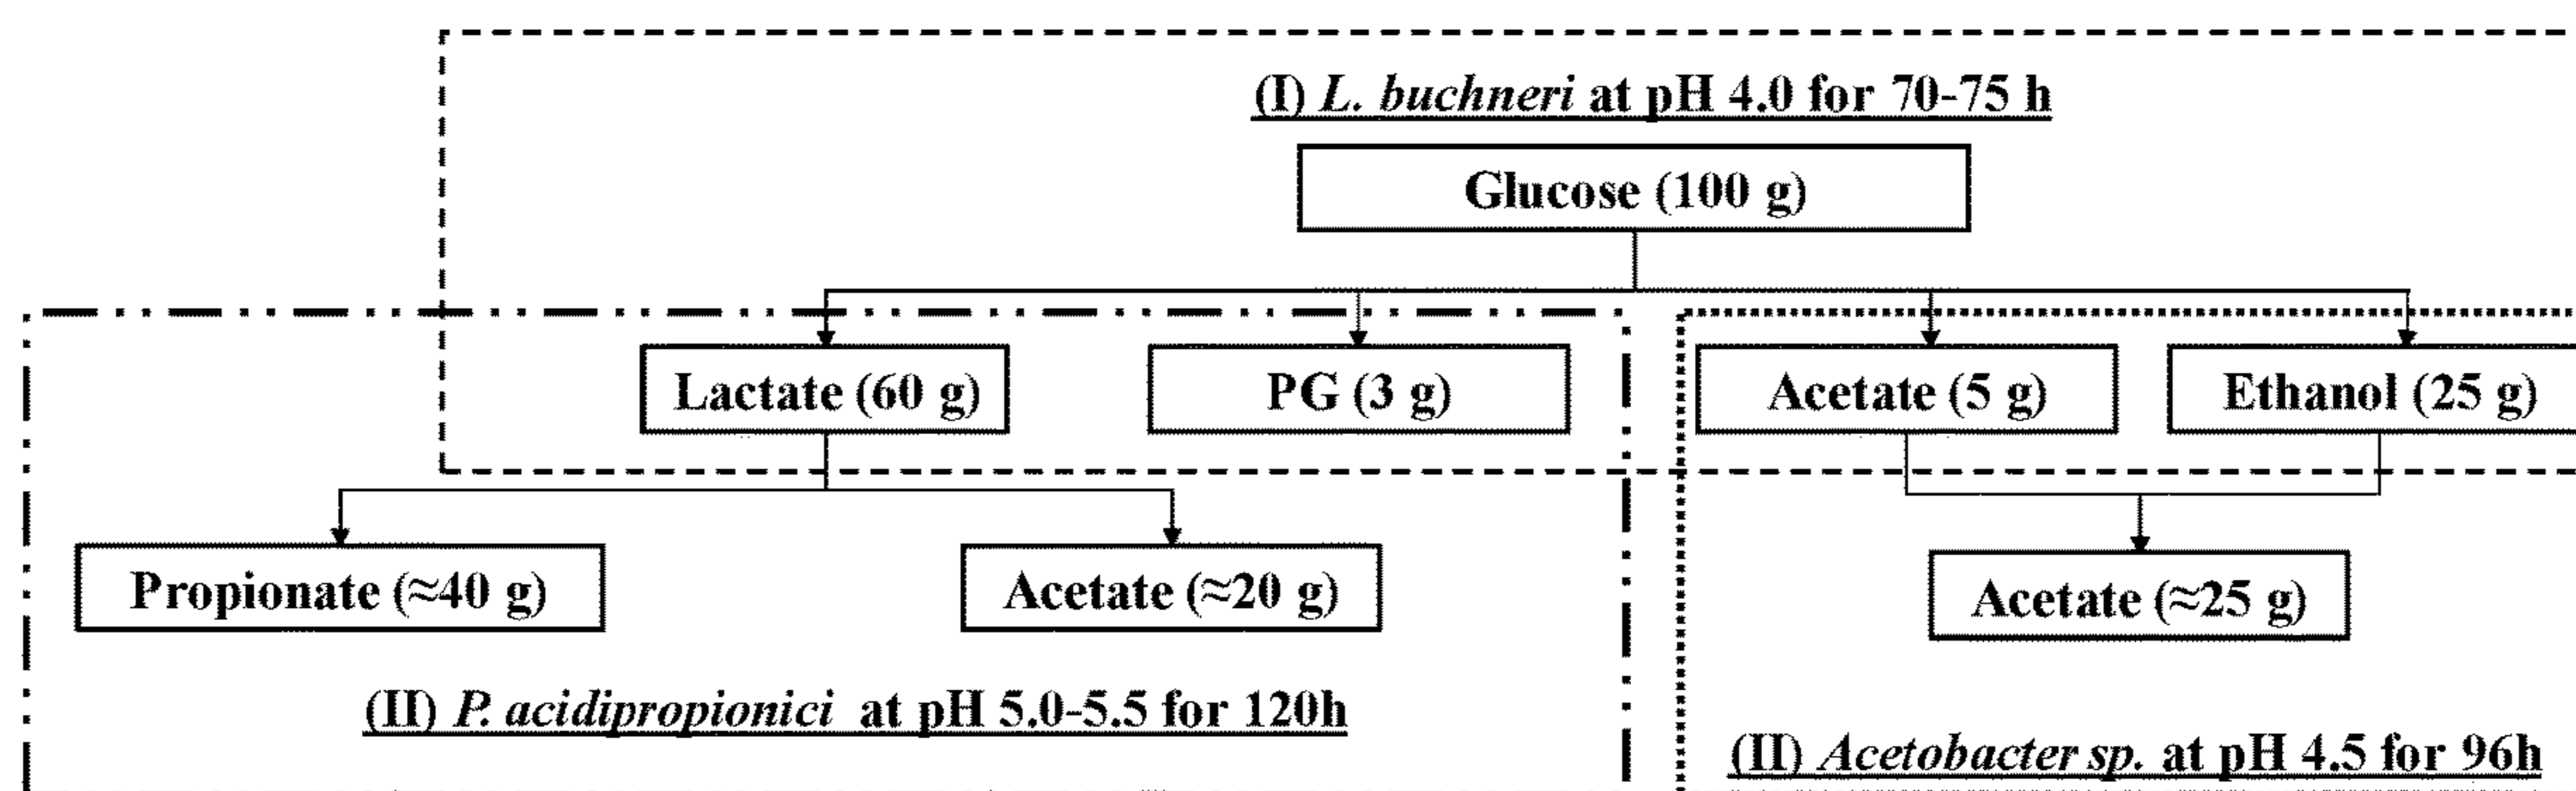 (I) L. buchneri at pH 4.0 for 70-75 h
Glucose (100 g)
Lactate (60 g)
PG (3 g)
Acetate (5 g)
Ethanol (25 g)
Propionate (≈40 g)
Acetate (≈20 g)
Acetate (≈25 g)
(II) P. acidipropionici at pH 5.0-5.5 for 120h
(II) Acetobacter sp. at pH 4.5 for 96h